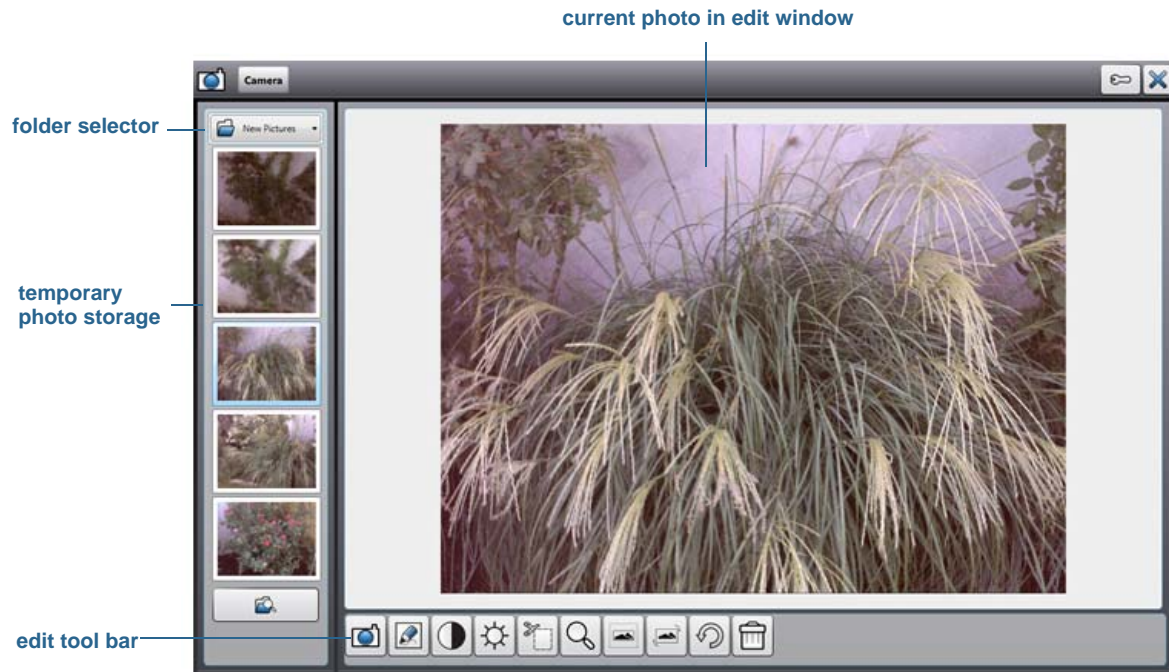 current photo in edit window
Camera
folder selector
New Pictures
temporary
photo storage
edit tool bar